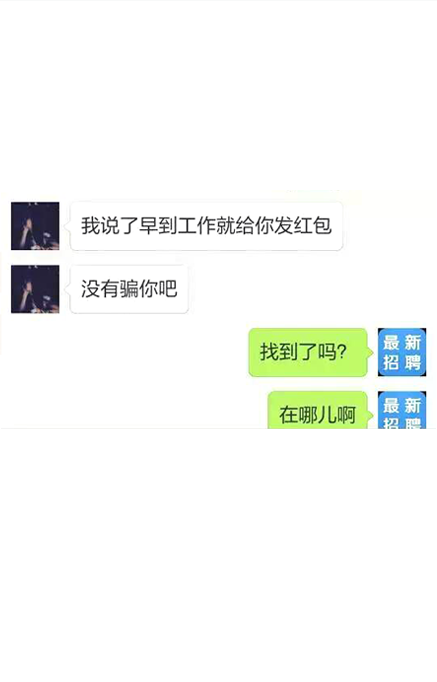 我说了早到工作就给你发红包
没有骗你吧
找到了吗？
最新
招聘
在哪儿啊
最新
招聘